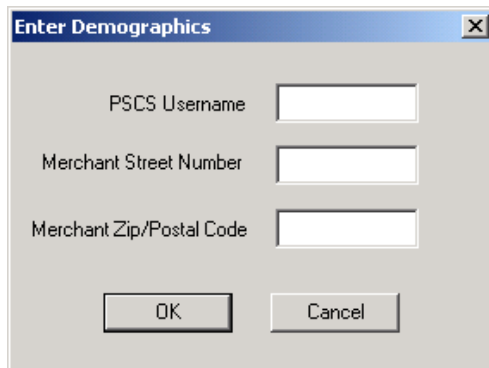 Enter Demographics
PSCS Username
Merchant Street Number
Merchant Zip/Postal Code
OK Cancel